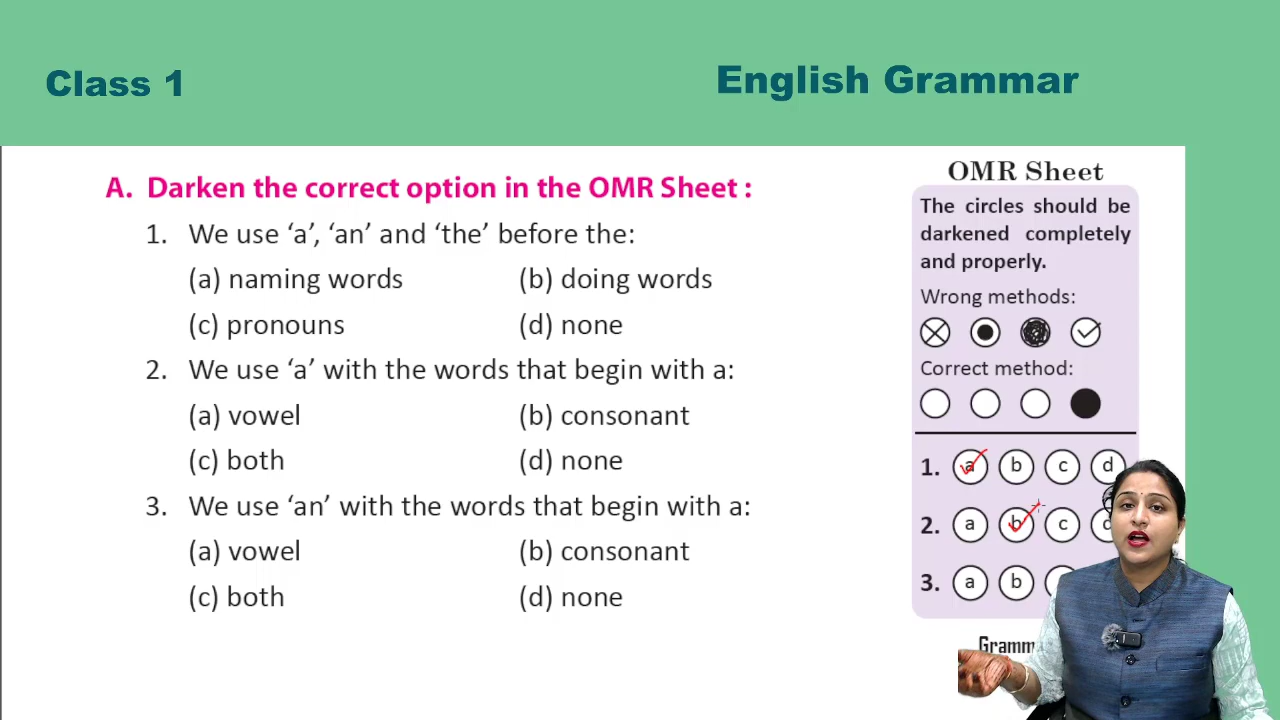 Class 1
English Grammar
A. Darken the correct option in the OMR Sheet :
1. We use ‘a’, ‘an’ and ‘the’ before the:
(a) naming words (b) doing words
(c) pronouns (d) none
2. We use ‘a’ with the words that begin with a:
(a) vowel (b) consonant
(c) both (d) none
3. We use ‘an’ with the words that begin with a:
(a) vowel (b) consonant
(c) both (d) none
OMR Sheet
The circles should be
darkened completely
and properly.
Wrong methods:
Correct method:
1. a b c d
2. a b c
3. a b